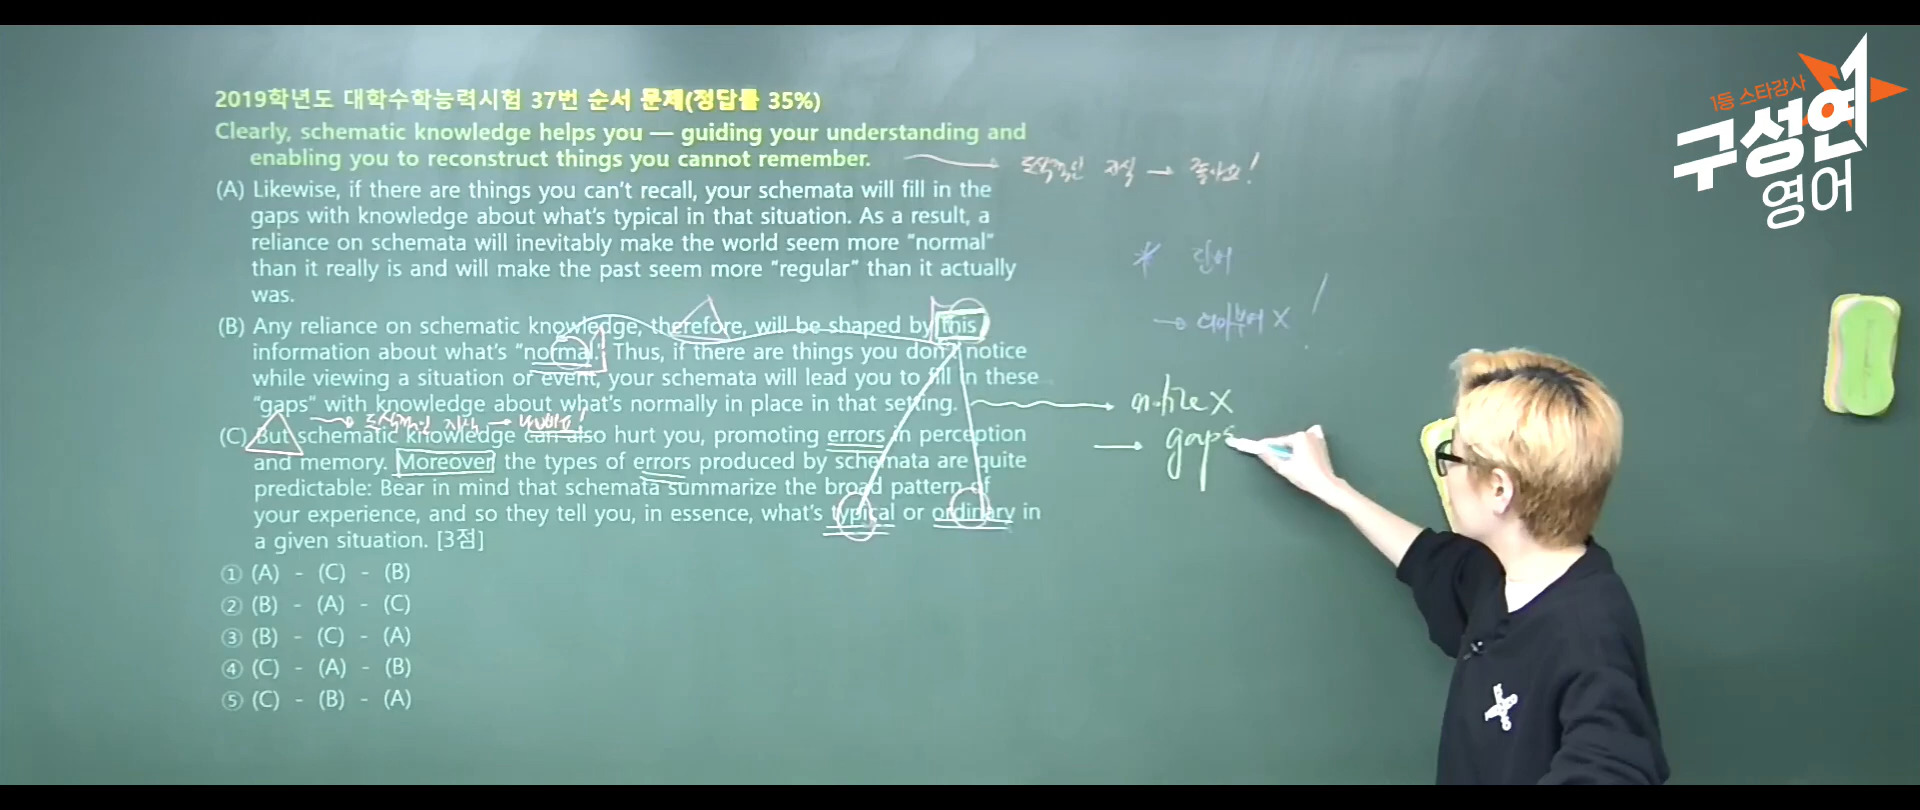 1등 스타강사
구성연
영어
2019학년도 대학수학능력시험 37번 순서 문제(정답률 35%)
Clearly, schematic knowledge helps you — guiding your understanding and
enabling you to reconstruct things you cannot remember.
도식적인 지식 → 좋아요!
(A) Likewise, if there are things you can't recall, your schemata will fill in the
gaps with knowledge about what's typical in that situation. As a result, a
reliance on schemata will inevitably make the world seem more "normal"
than it really is and will make the past seem more "regular" than it actually
was.
* 단어
→ 대부분 X !
(B) Any reliance on schematic knowledge, therefore, will be shaped by this
information about what's "normal." Thus, if there are things you don't notice
while viewing a situation or event, your schemata will lead you to fill in these
"gaps" with knowledge about what's normally in place in that setting.
notice X
→ gaps
(C) But schematic knowledge can also hurt you, promoting errors in perception
and memory. Moreover, the types of errors produced by schemata are quite
predictable: Bear in mind that schemata summarize the broad pattern of
your experience, and so they tell you, in essence, what's typical or ordinary in
a given situation. [3점]
① (A) - (C) - (B)
② (B) - (A) - (C)
③ (B) - (C) - (A)
④ (C) - (A) - (B)
⑤ (C) - (B) - (A)